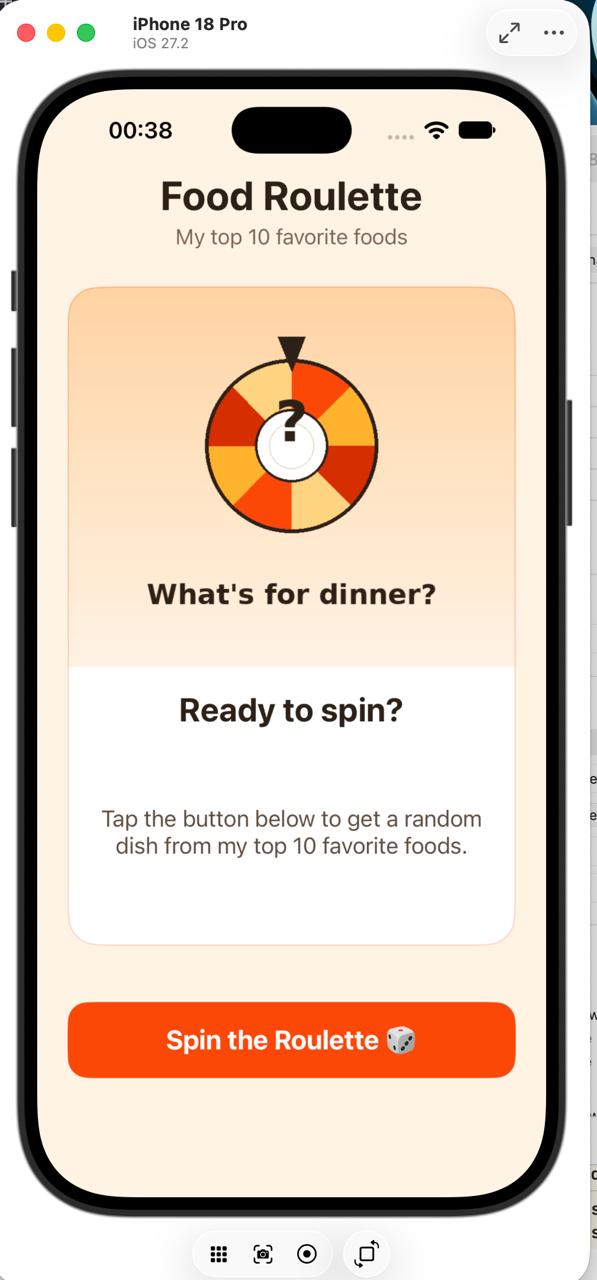 iPhone 18 Pro
iOS 27.2
00:38
Food Roulette
My top 10 favorite foods
?
What's for dinner?
Ready to spin?
Tap the button below to get a random
dish from my top 10 favorite foods.
Spin the Roulette 🎲